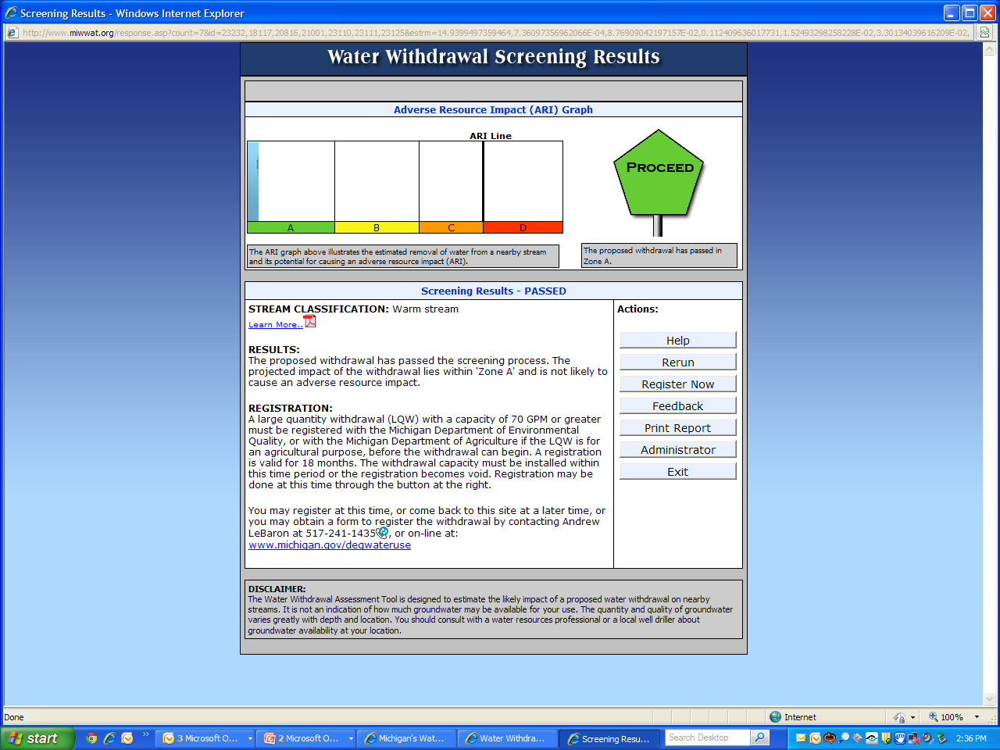 Screening Results - Windows Internet Explorer
http://www.miwwat.org/response.asp?count=7&id=23232,18117,20816,21001,23110,23111,23125&estrm=14.9399497359464,7.3609735662066E-04,8.76909042197157E-02,0.112409636017731,1.52493298258228E-02,3.30134039616209E-02,
Water Withdrawal Screening Results
Adverse Resource Impact (ARI) Graph
ARI Line
A B C D
PROCEED
The ARI graph above illustrates the estimated removal of water from a nearby stream
and its potential for causing an adverse resource impact (ARI).
The proposed withdrawal has passed in
Zone A.
Screening Results - PASSED
STREAM CLASSIFICATION: Warm stream
Learn More..
RESULTS:
The proposed withdrawal has passed the screening process. The
projected impact of the withdrawal lies within 'Zone A' and is not likely to
cause an adverse resource impact.
REGISTRATION:
A large quantity withdrawal (LQW) with a capacity of 70 GPM or greater
must be registered with the Michigan Department of Environmental
Quality, or with the Michigan Department of Agriculture if the LQW is for
an agricultural purpose, before the withdrawal can begin. A registration
is valid for 18 months. The withdrawal capacity must be installed within
this time period or the registration becomes void. Registration may be
done at this time through the button at the right.
You may register at this time, or come back to this site at a later time, or
you may obtain a form to register the withdrawal by contacting Andrew
LeBaron at 517-241-1435, or on-line at:
www.michigan.gov/deqwateruse
Actions:
Help
Rerun
Register Now
Feedback
Print Report
Administrator
Exit
DISCLAIMER:
The Water Withdrawal Assessment Tool is designed to estimate the likely impact of a proposed water withdrawal on nearby
streams. It is not an indication of how much groundwater may be available for your use. The quantity and quality of groundwater
varies greatly with depth and location. You should consult with a water resources professional or a local well driller about
groundwater availability at your location.
Done
Internet
100%
start
3 Microsoft O...
2 Microsoft O...
Michigan's Wat...
Water Withdra...
Screening Resu...
Search Desktop
2:36 PM